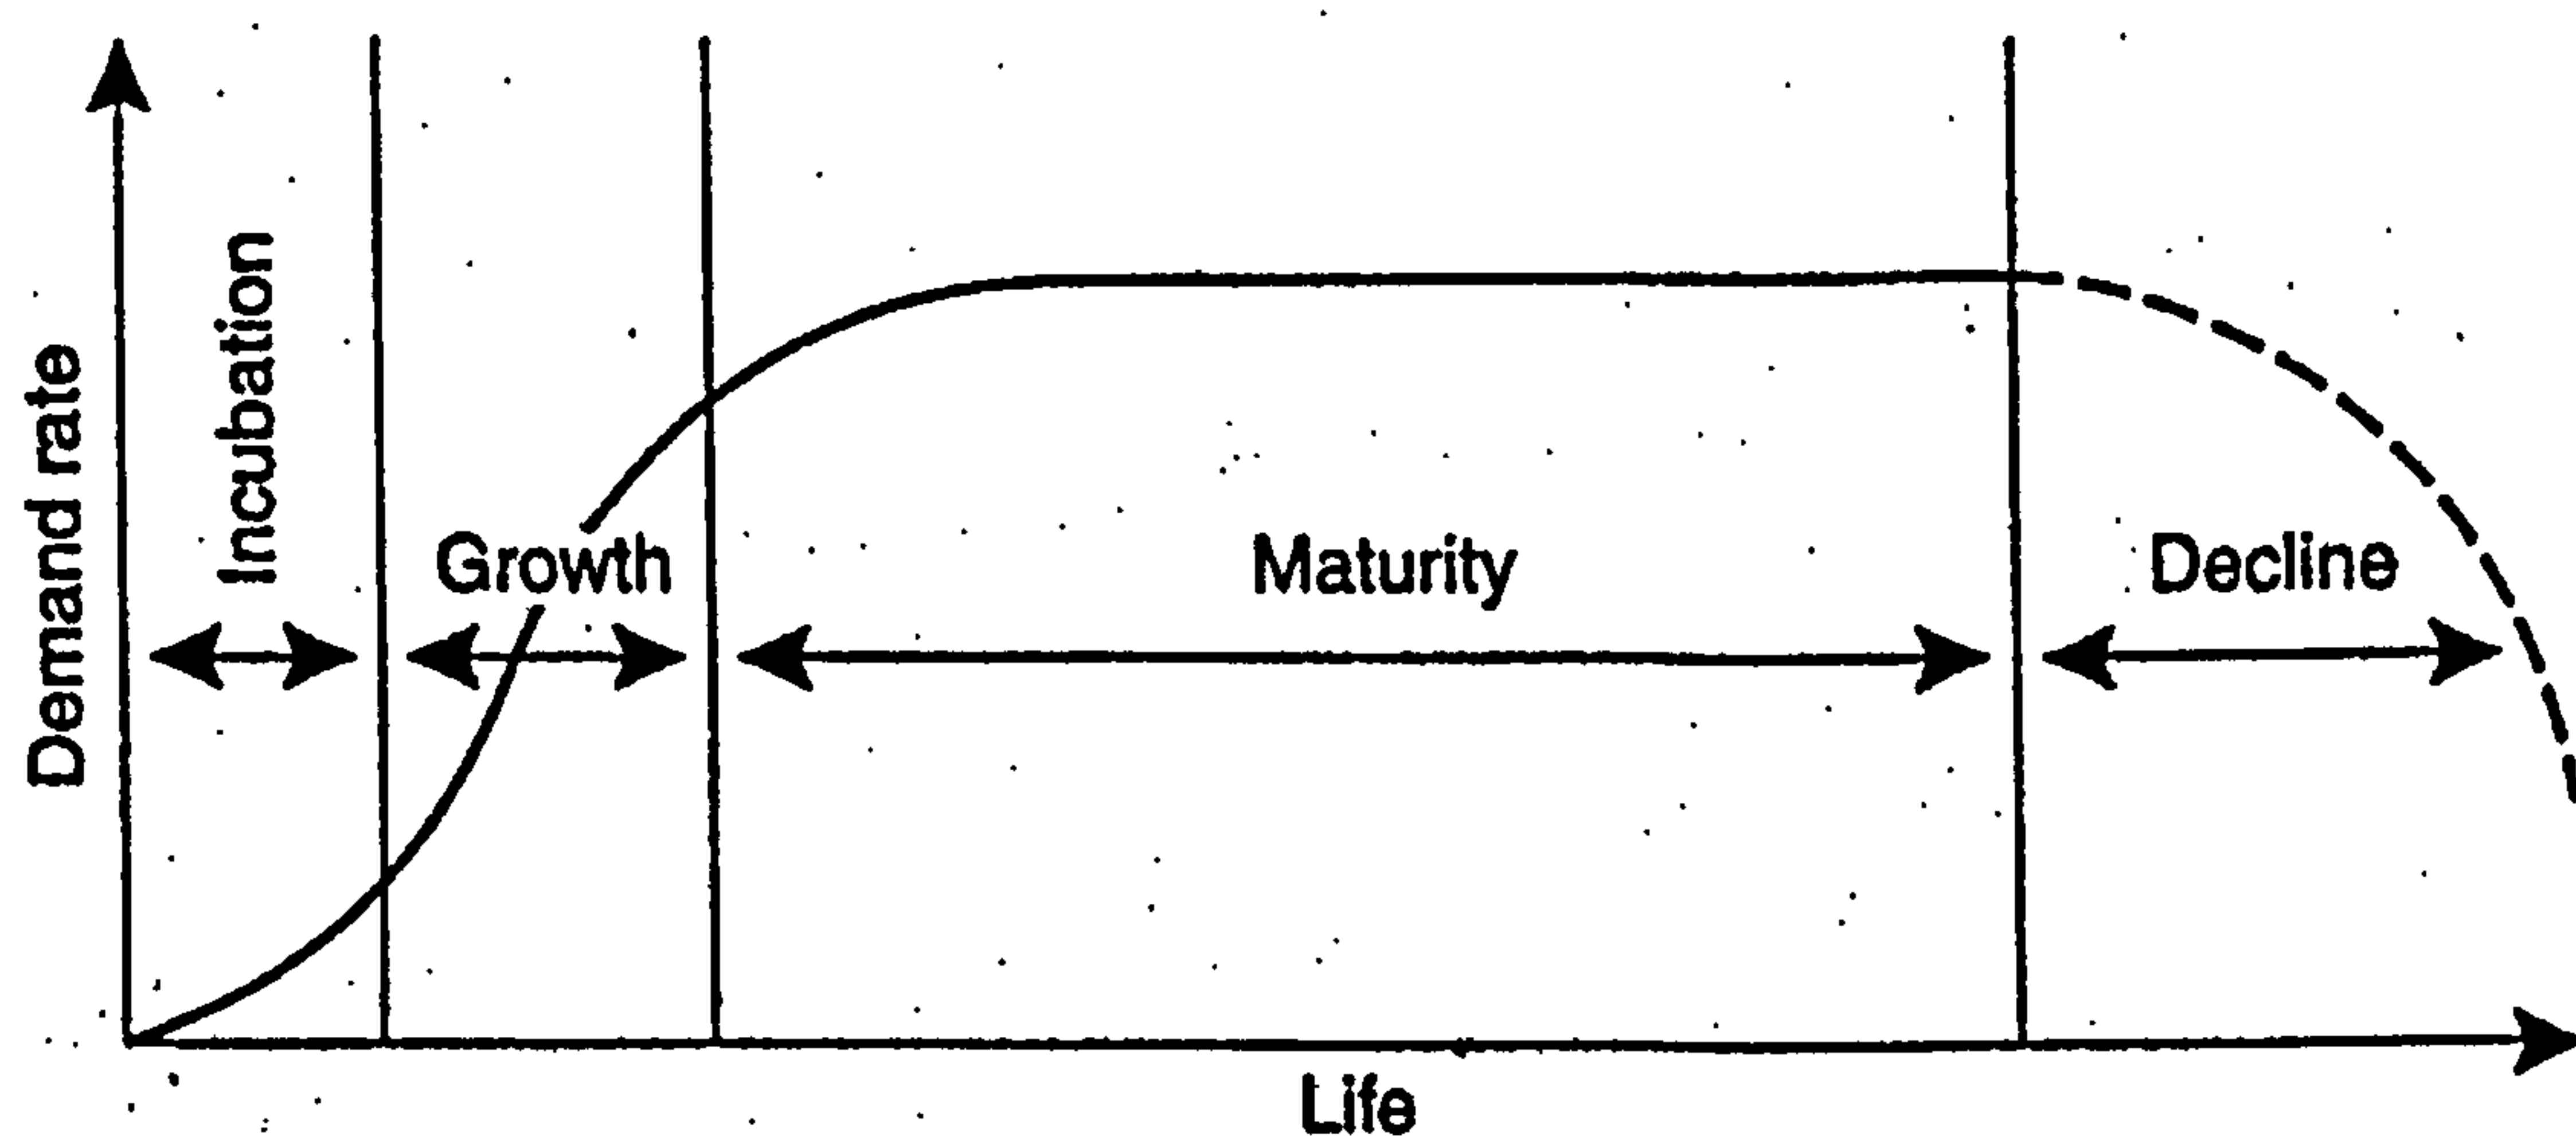 Demand rate
Incubation
Growth
Maturity
Decline
Life